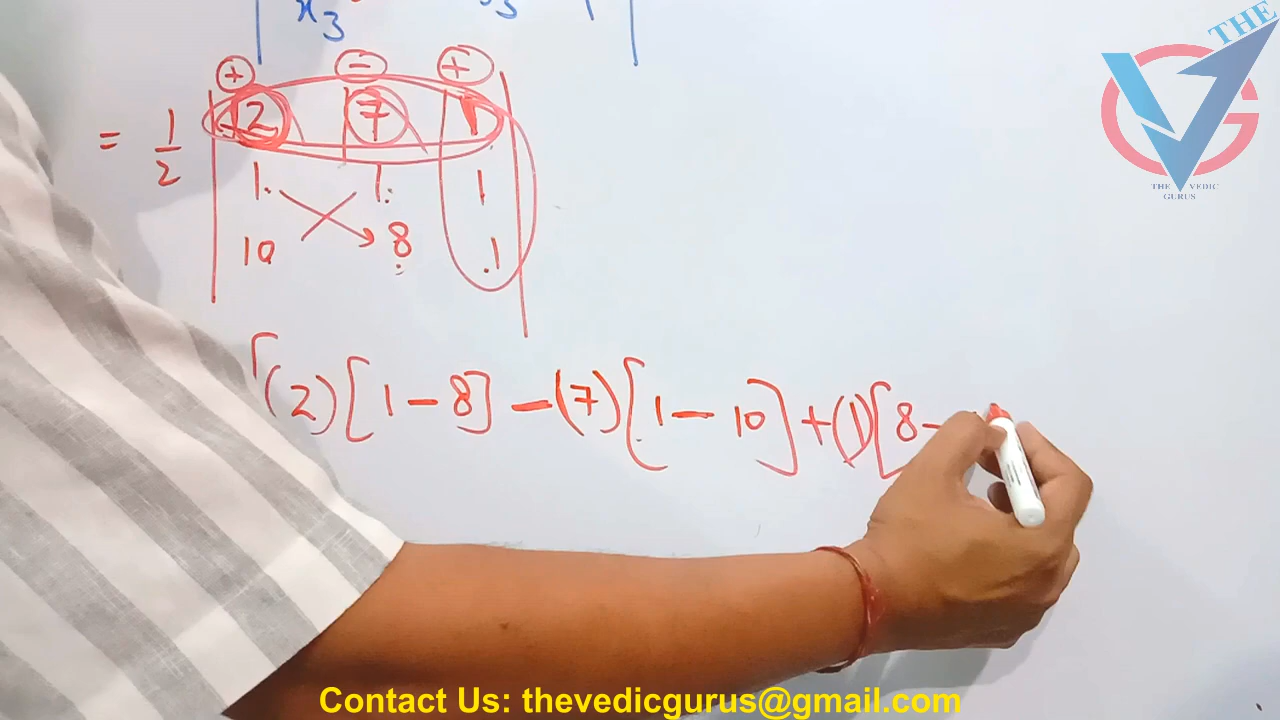 x₃ 1
+ - +
= 1/2 | 2 7 1 |
1 1 1
10 8 1
[(2)[1-8] -(7)[1-10] +(1)[8-
THE
THE VEDIC
GURUS
Contact Us: thevedicgurus@gmail.com